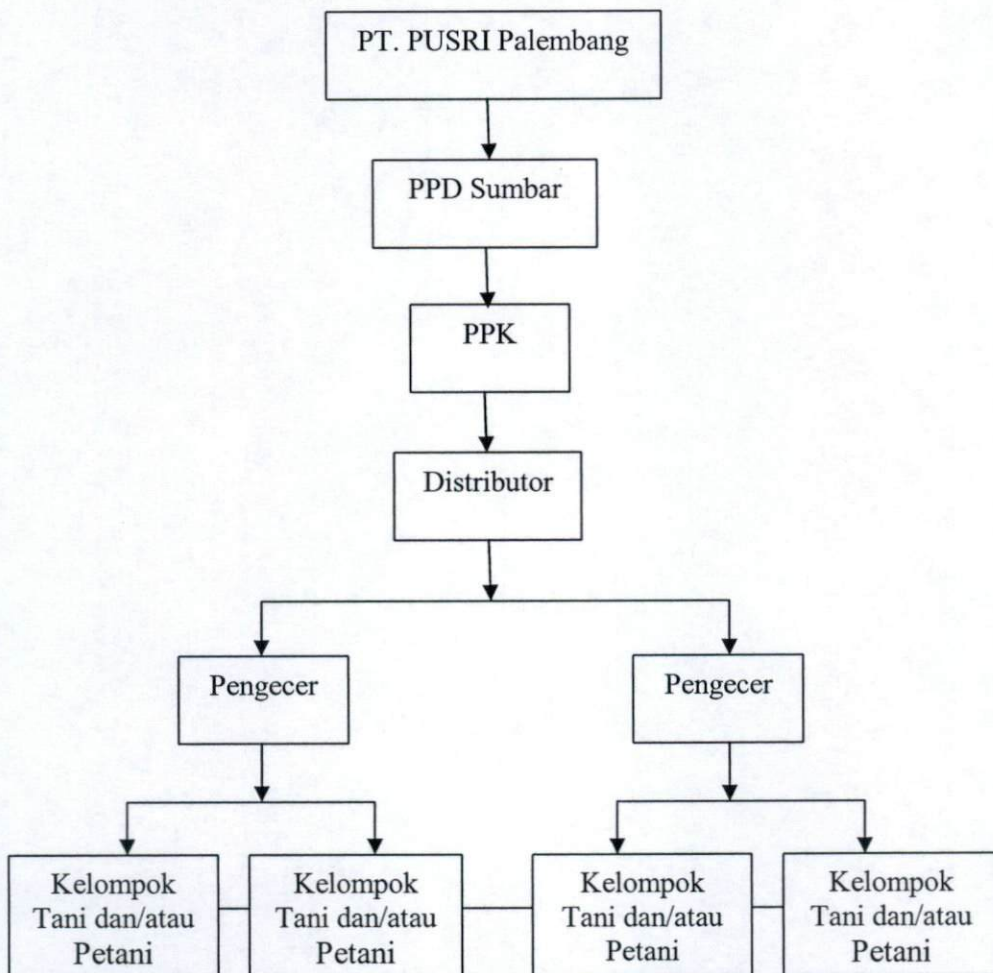 PT. PUSRI Palembang
PPD Sumbar
PPK
Distributor
Pengecer
Pengecer
Kelompok
Tani dan/atau
Petani
Kelompok
Tani dan/atau
Petani
Kelompok
Tani dan/atau
Petani
Kelompok
Tani dan/atau
Petani